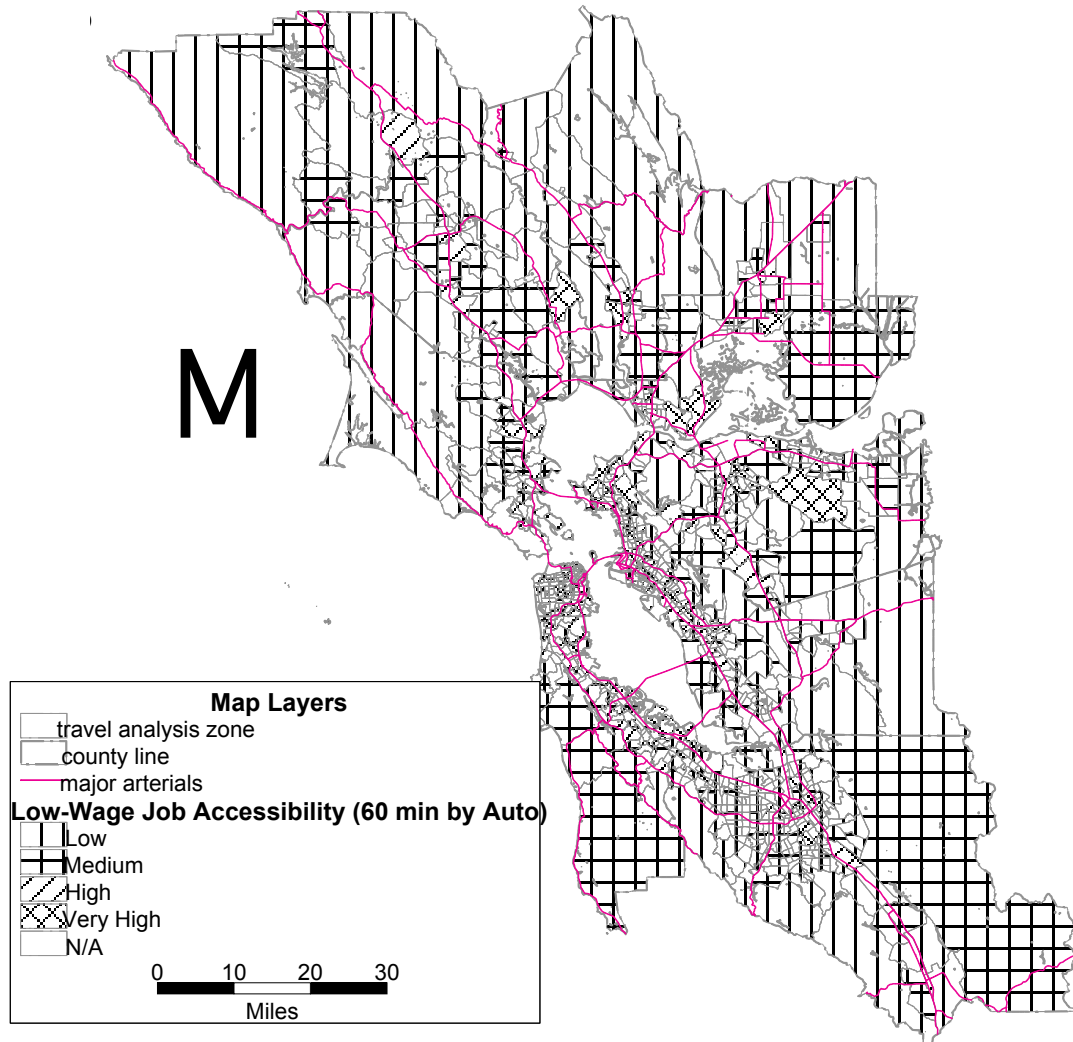 M
Map Layers
travel analysis zone
county line
major arterials
Low-Wage Job Accessibility (60 min by Auto)
Low
Medium
High
Very High
N/A
0 10 20 30
Miles